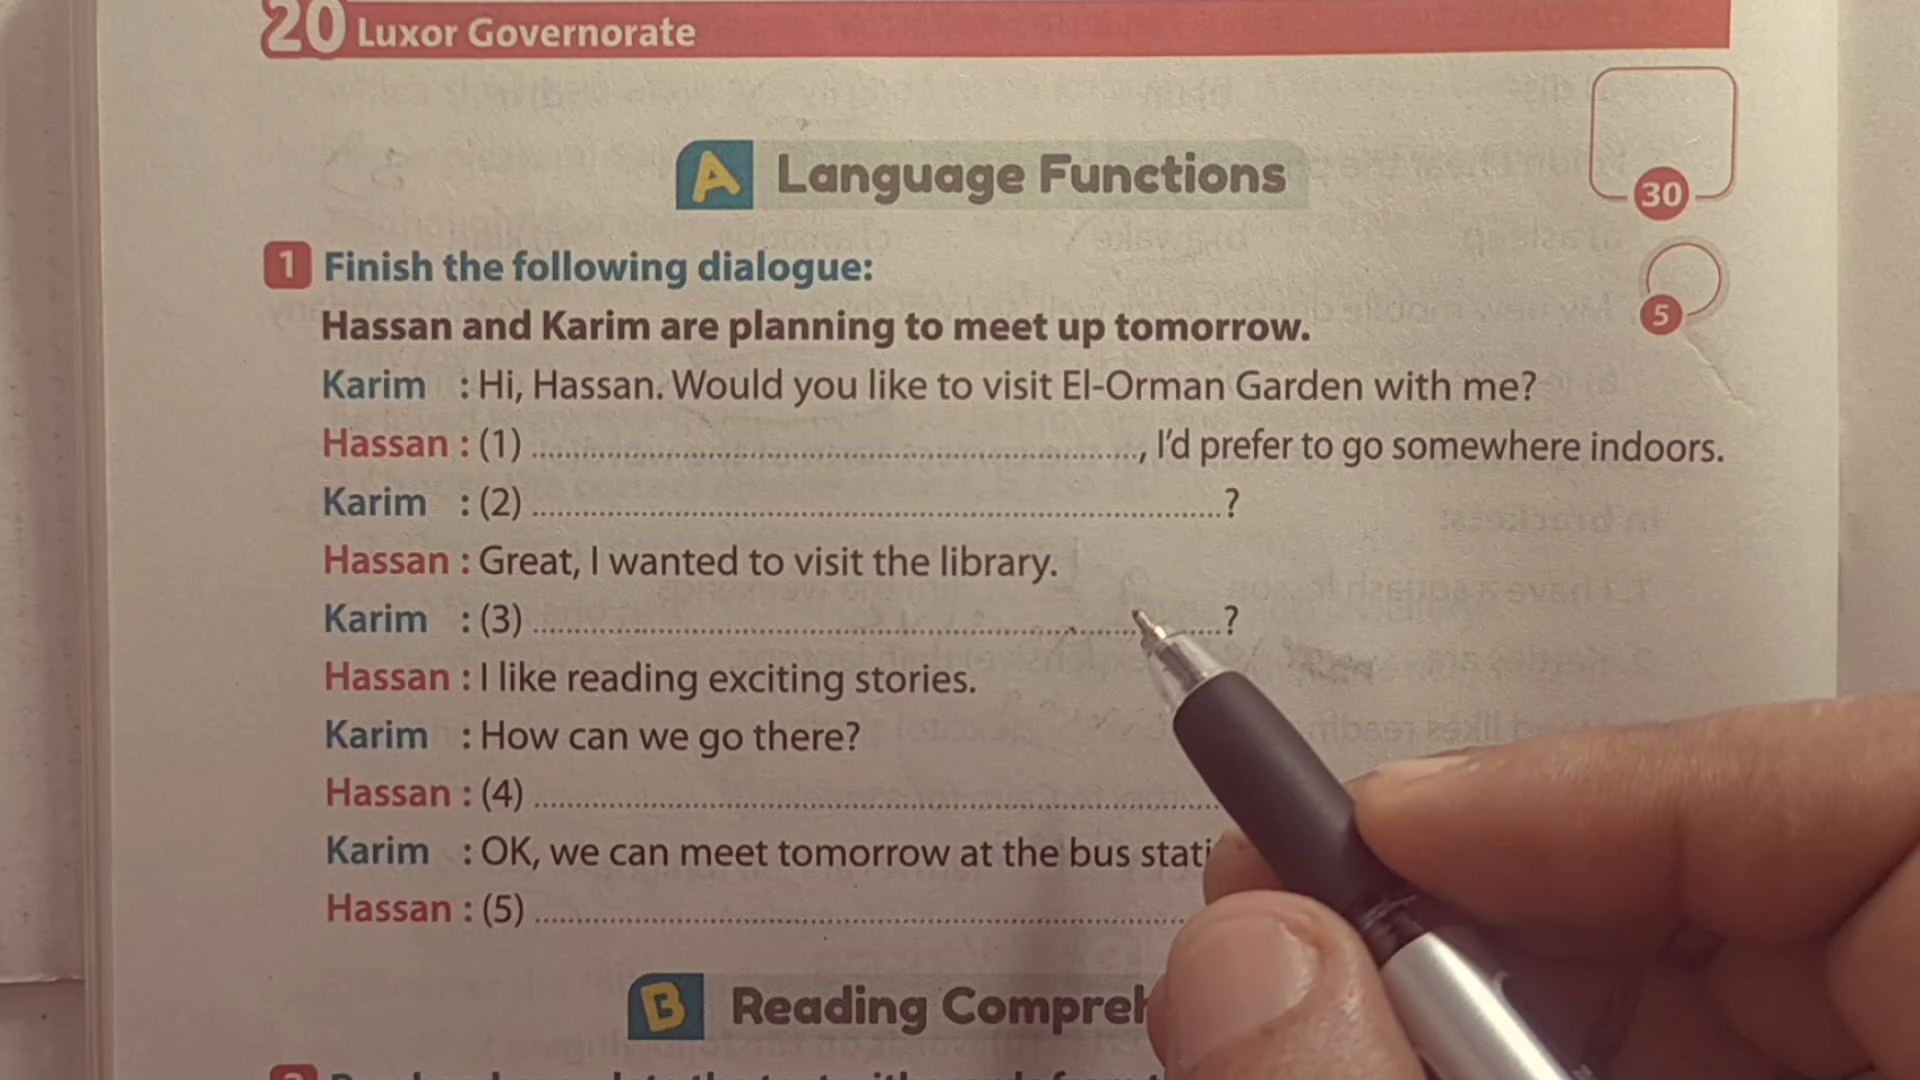 20 Luxor Governorate
A Language Functions
30
1 Finish the following dialogue:
5
Hassan and Karim are planning to meet up tomorrow.
Karim : Hi, Hassan. Would you like to visit El-Orman Garden with me?
Hassan : (1) ..............................................................., I'd prefer to go somewhere indoors.
Karim : (2) .......................................................................?
Hassan : Great, I wanted to visit the library.
Karim : (3) .......................................................................?
Hassan : I like reading exciting stories.
Karim : How can we go there?
Hassan : (4) .......................................................................
Karim : OK, we can meet tomorrow at the bus stati
Hassan : (5) .......................................................................
B Reading Compreh